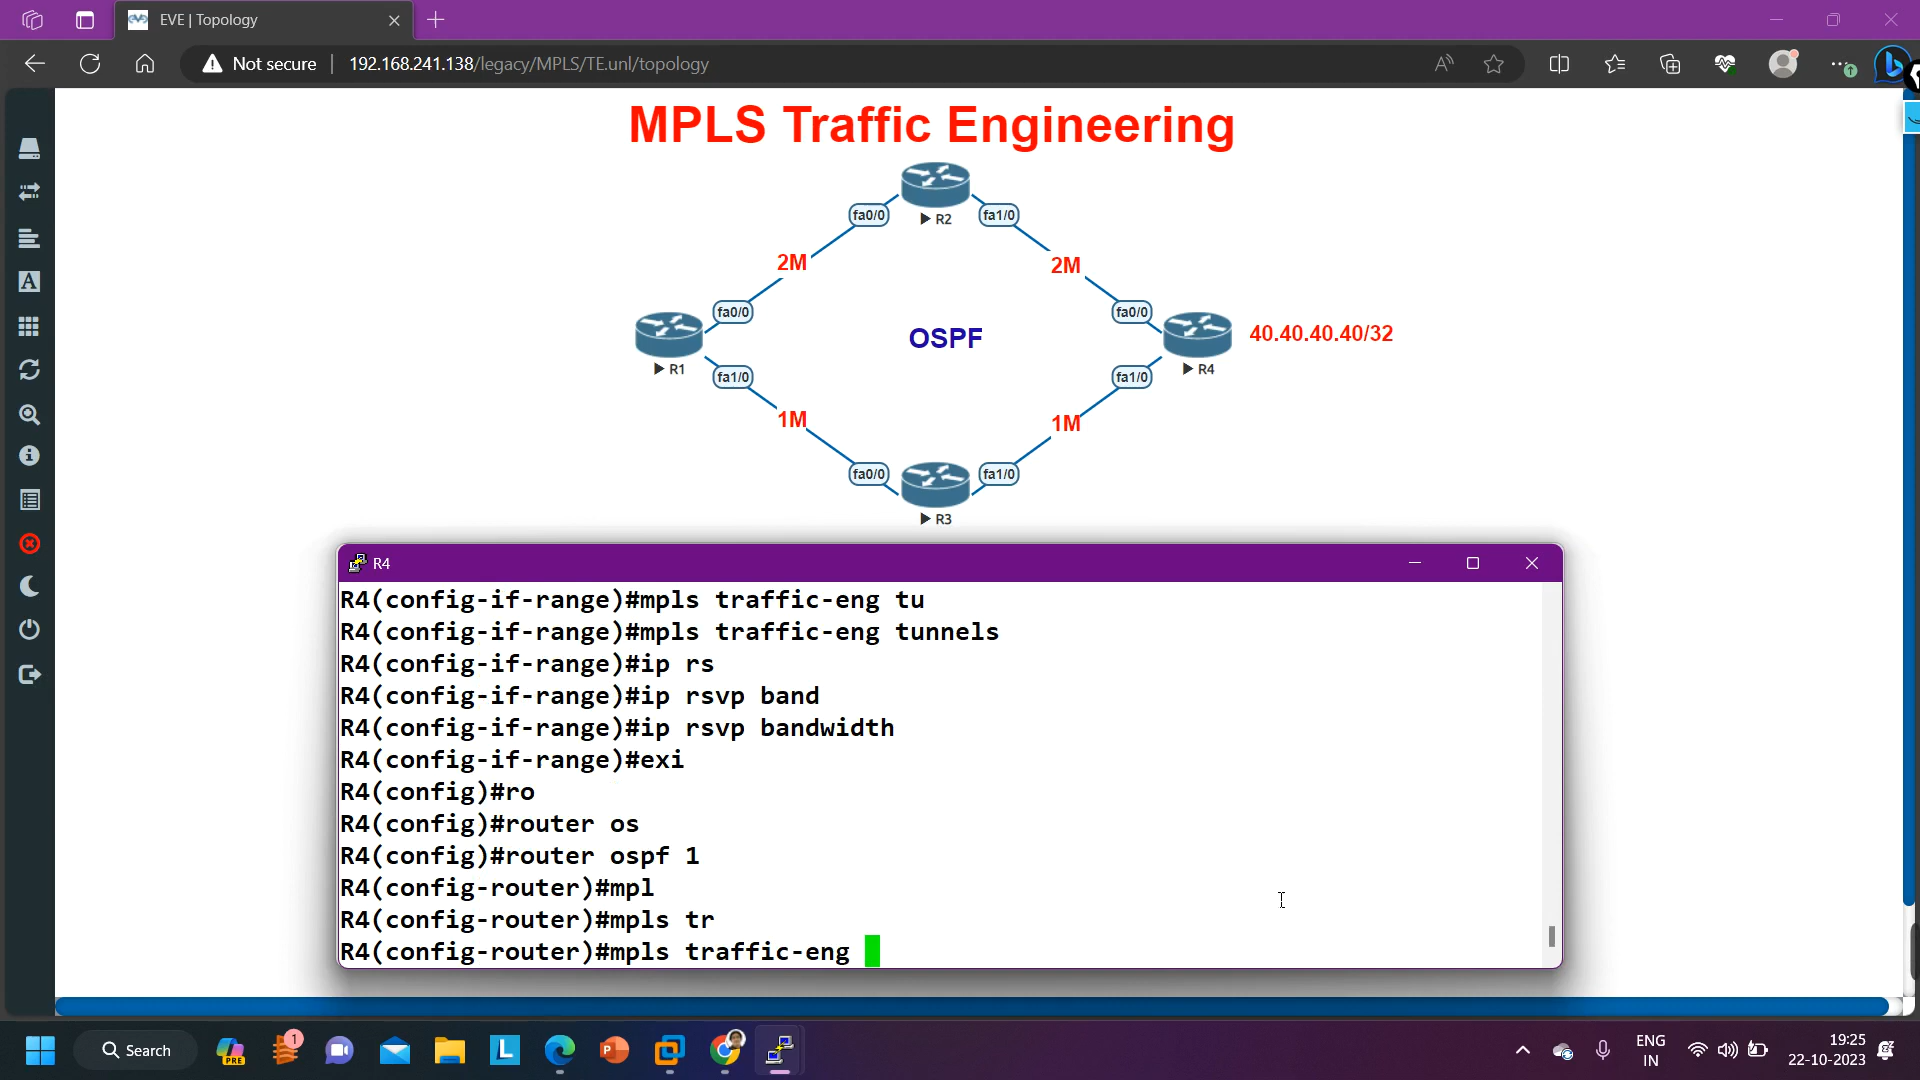 EVE | Topology
Not secure
192.168.241.138/legacy/MPLS/TE.unl/topology
MPLS Traffic Engineering
fa0/0
R2
fa1/0
2M
2M
fa0/0
fa0/0
OSPF
40.40.40.40/32
R1
fa1/0
fa1/0
R4
1M
1M
fa0/0
fa1/0
R3
R4
R4(config-if-range)#mpls traffic-eng tu
R4(config-if-range)#mpls traffic-eng tunnels
R4(config-if-range)#ip rs
R4(config-if-range)#ip rsvp band
R4(config-if-range)#ip rsvp bandwidth
R4(config-if-range)#exi
R4(config)#ro
R4(config)#router os
R4(config)#router ospf 1
R4(config-router)#mpl
R4(config-router)#mpls tr
R4(config-router)#mpls traffic-eng
Search
PRE
1
L
P
ENG
IN
19:25
22-10-2023